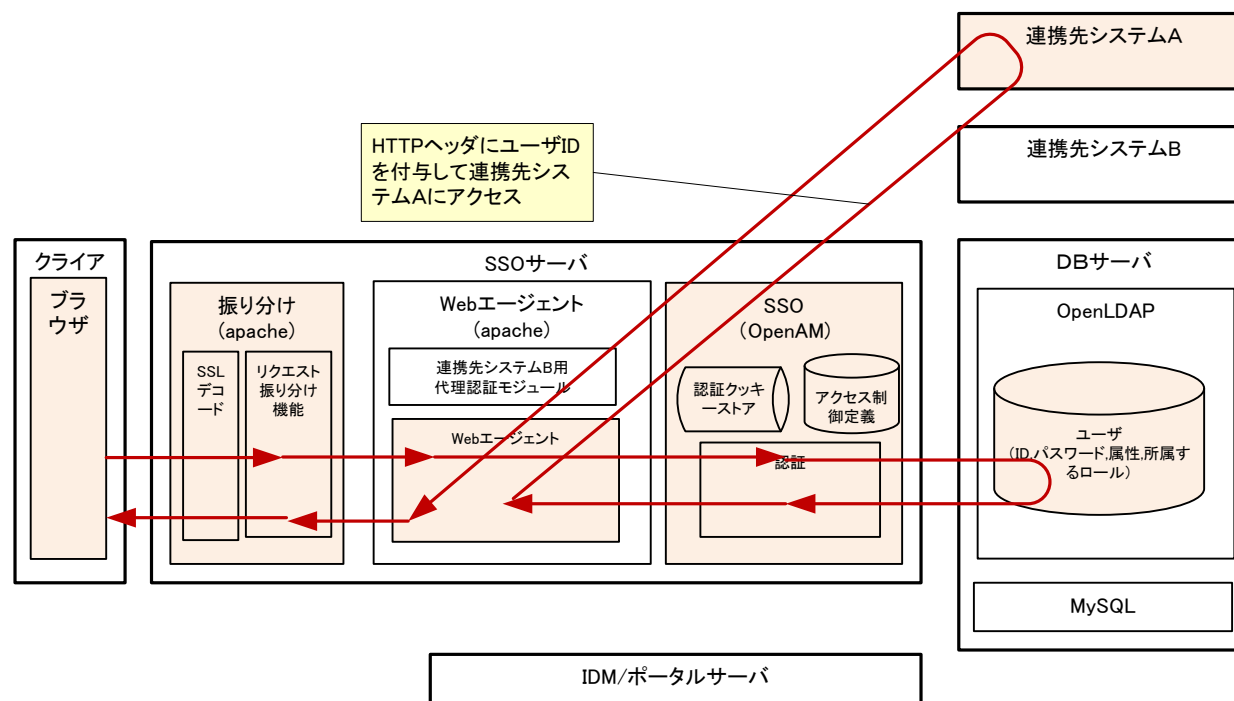 連携先システムA
HTTPヘッダにユーザID
を付与して連携先シス
テムAにアクセス
連携先システムB
クライア
ブラ
ウザ
SSOサーバ
振り分け
(apache)
SSL
デコ
ード
リクエスト
振り分け
機能
Webエージェント
(apache)
連携先システムB用
代理認証モジュール
Webエージェント
SSO
(OpenAM)
認証クッキ
ーストア
アクセス制
御定義
認証
DBサーバ
OpenLDAP
ユーザ
(ID,パスワード,属性,所属す
るロール)
MySQL
IDM/ポータルサーバ